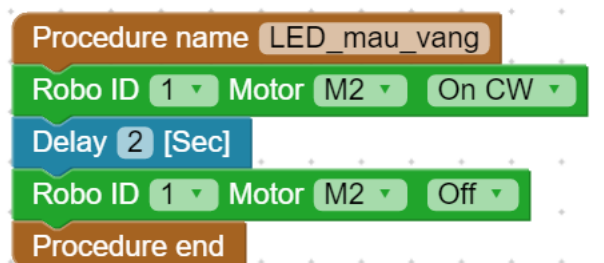 Procedure name LED_mau_vang
Robo ID 1 Motor M2 On CW
Delay 2 [Sec]
Robo ID 1 Motor M2 Off
Procedure end